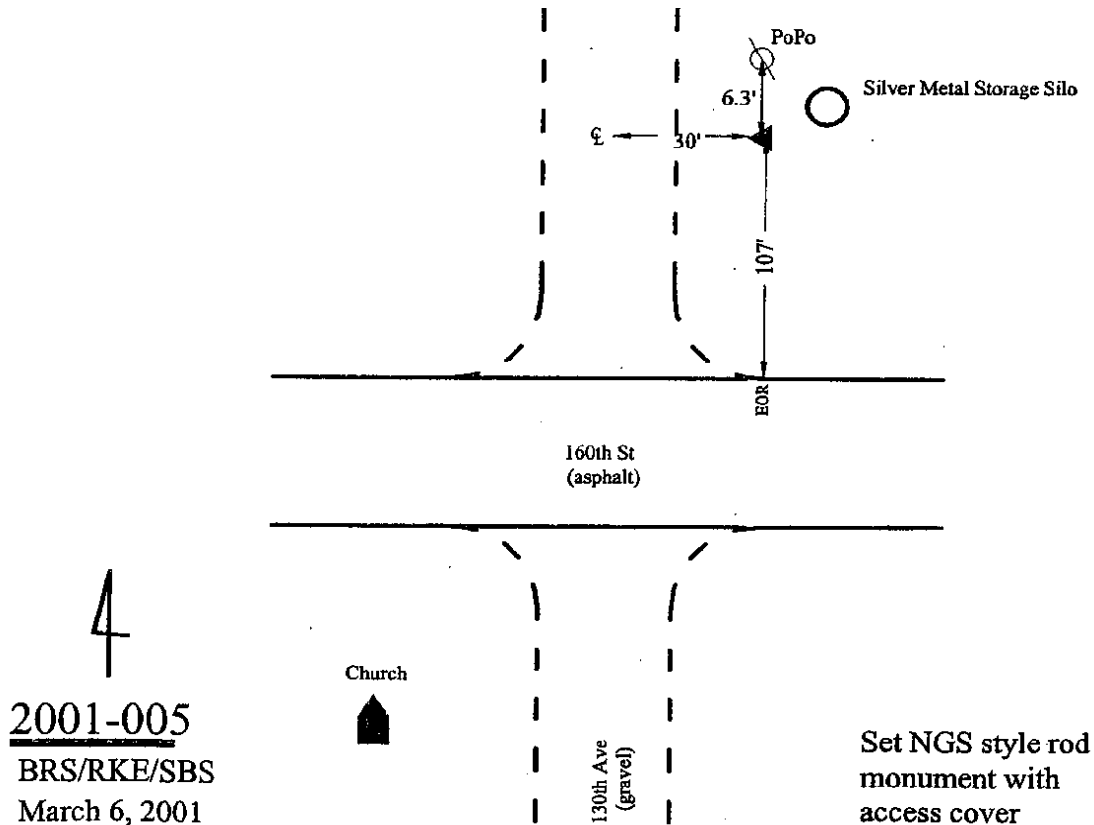 PoPo
Silver Metal Storage Silo
6.3'
℄
30'
107'
EOR
160th St
(asphalt)
Church
2001-005
BRS/RKE/SBS
March 6, 2001
130th Ave
(gravel)
Set NGS style rod
monument with
access cover